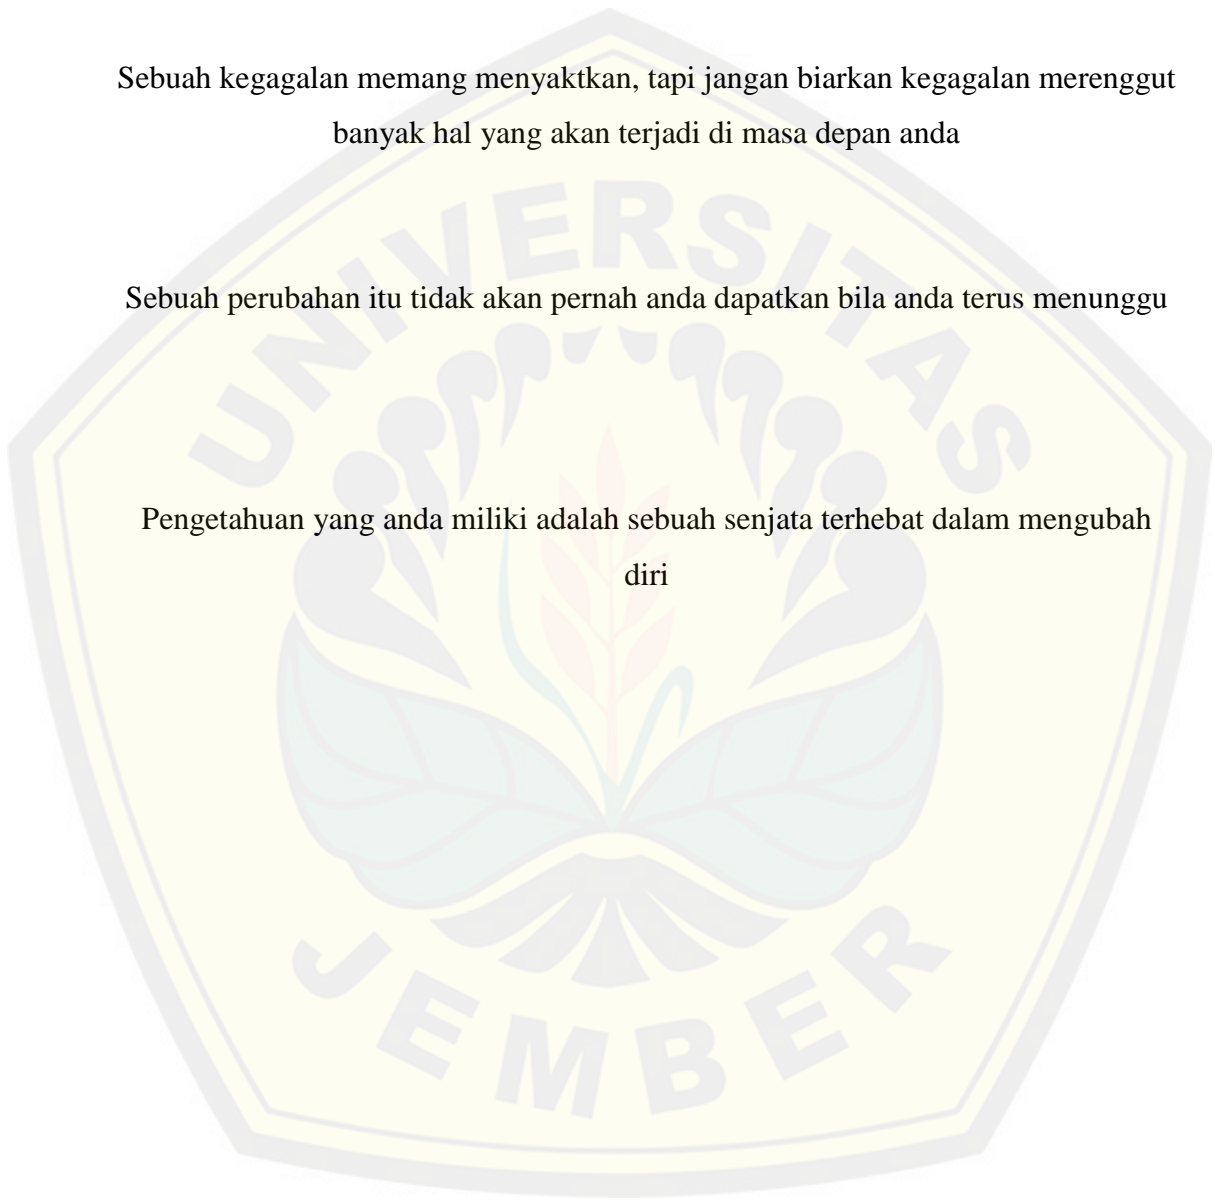 Sebuah kegagalan memang menyaktkan, tapi jangan biarkan kegagalan merenggut
banyak hal yang akan terjadi di masa depan anda
Sebuah perubahan itu tidak akan pernah anda dapatkan bila anda terus menunggu
Pengetahuan yang anda miliki adalah sebuah senjata terhebat dalam mengubah
diri
UNIVERSITAS
JEMBER